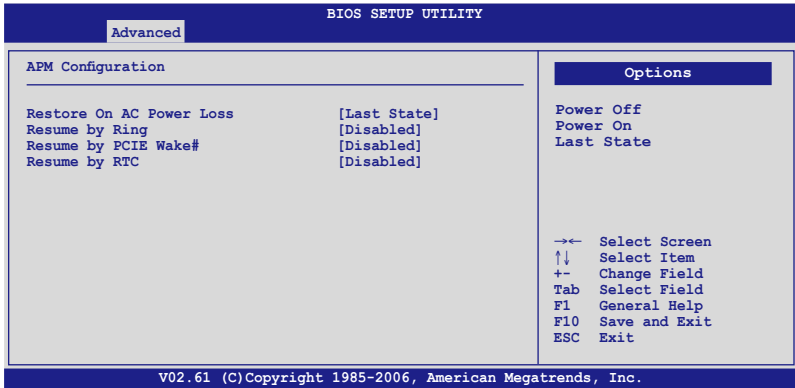 BIOS SETUP UTILITY
Advanced
APM Configuration
Restore On AC Power Loss [Last State]
Resume by Ring [Disabled]
Resume by PCIE Wake# [Disabled]
Resume by RTC [Disabled]
Options
Power Off
Power On
Last State
→← Select Screen
↑↓ Select Item
+- Change Field
Tab Select Field
F1 General Help
F10 Save and Exit
ESC Exit
V02.61 (C)Copyright 1985-2006, American Megatrends, Inc.